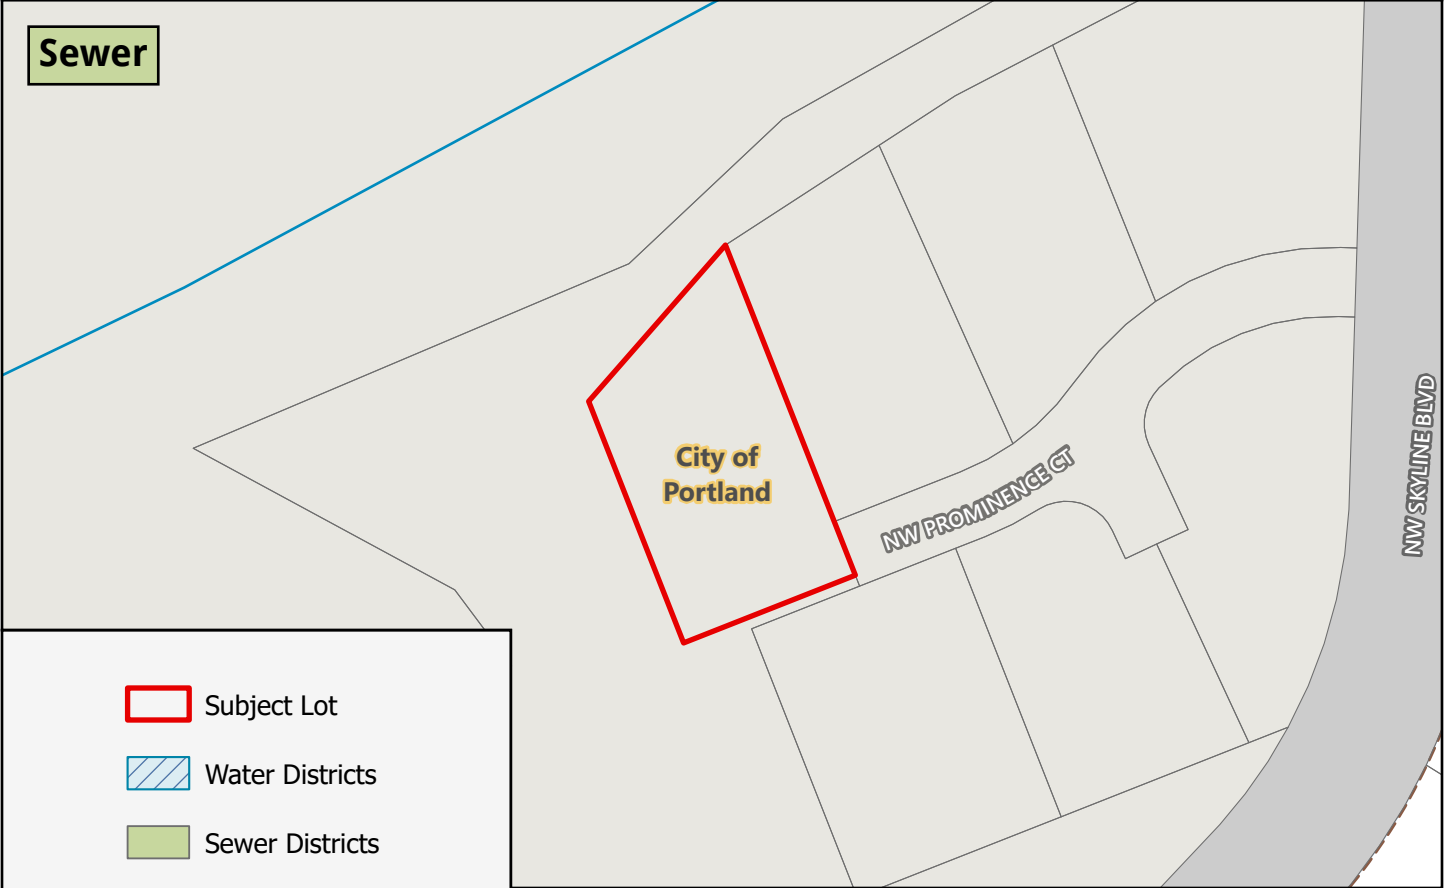 Sewer
City of
Portland
NW PROMINENCE CT
NW SKYLINE BLVD
Subject Lot
Water Districts
Sewer Districts